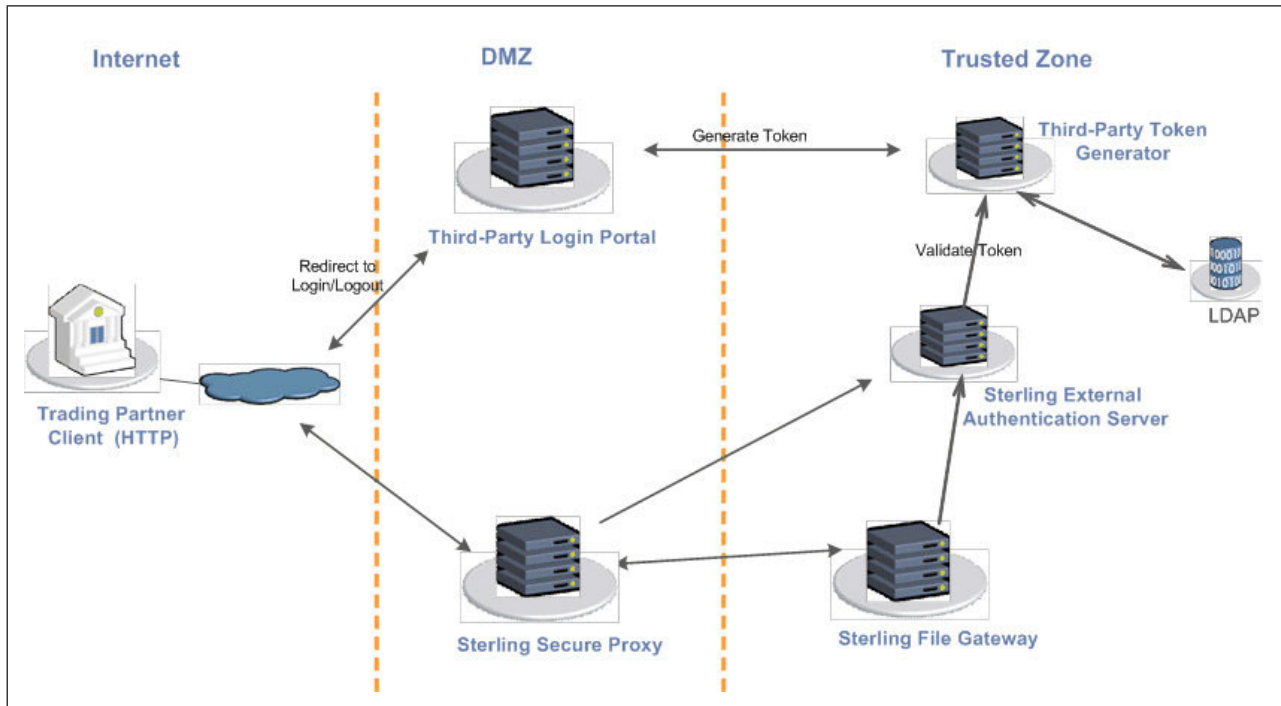 Internet
DMZ
Trusted Zone
Generate Token
Third-Party Token
Generator
Third-Party Login Portal
Validate Token
Redirect to
Login/Logout
LDAP
Trading Partner
Client (HTTP)
Sterling External
Authentication Server
Sterling Secure Proxy
Sterling File Gateway